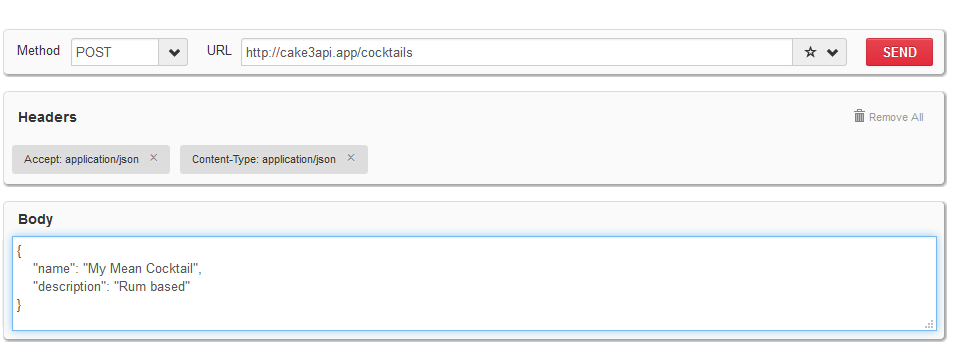 Method POST URL http://cake3api.app/cocktails SEND
Headers Remove All
Accept: application/json × Content-Type: application/json ×
Body
{
"name": "My Mean Cocktail",
"description": "Rum based"
}